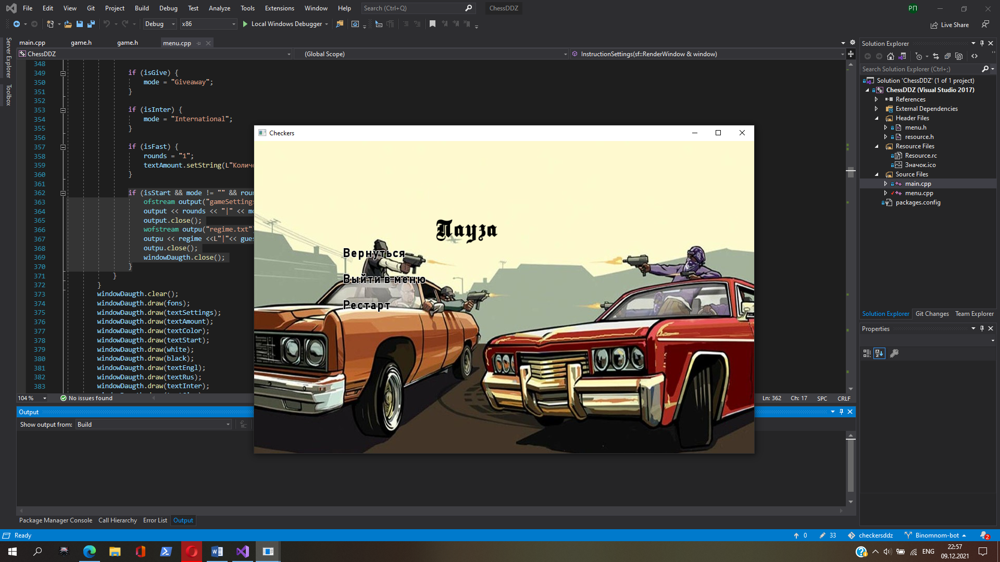 File Edit View Git Project Build Debug Test Analyze Tools Extensions Window Help Search (Ctrl+Q) ChessDDZ РП
Debug x86 Local Windows Debugger Live Share
Server Explorer
Toolbox
main.cpp game.h game.h menu.cpp
ChessDDZ (Global Scope) InstructionSettings(sf::RenderWindow & window)
348
349 if (isGive) {
350 mode = "Giveaway";
351 }
352
353 if (isInter) {
354 mode = "International";
355 }
356
357 if (isFast) {
358 rounds = "1";
359 textAmount.setString(L"Количе
360 }
361
362 if (isStart && mode != "" && roun
363 ofstream output("gameSettings
364 output << rounds << "|" << mo
365 output.close();
366 wofstream outpu("regime.txt")
367 outpu << regime <<L"|"<< gues
368 outpu.close();
369 windowDaugth.close();
370 }
371 }
372 }
373 windowDaugth.clear();
374 windowDaugth.draw(fons);
375 windowDaugth.draw(textSettings);
376 windowDaugth.draw(textAmount);
377 windowDaugth.draw(textColor);
378 windowDaugth.draw(textStart);
379 windowDaugth.draw(white);
380 windowDaugth.draw(black);
381 windowDaugth.draw(textEngl);
382 windowDaugth.draw(textRus);
383 windowDaugth.draw(textInter);
104 % No issues found Ln: 362 Ch: 17 SPC CRLF
Checkers
Пауза
Вернуться
Выйти в меню
Рестарт
Output
Show output from: Build
Package Manager Console Call Hierarchy Error List Output
Solution Explorer
Search Solution Explorer (Ctrl+;)
Solution 'ChessDDZ' (1 of 1 project)
ChessDDZ (Visual Studio 2017)
References
External Dependencies
Header Files
menu.h
resource.h
Resource Files
Resource.rc
Значок.ico
Source Files
main.cpp
menu.cpp
packages.config
Solution Explorer Git Changes Team Explorer
Properties
Ready 0 33 checkersddz Binomnom-bot 2
ENG 22:57
09.12.2021